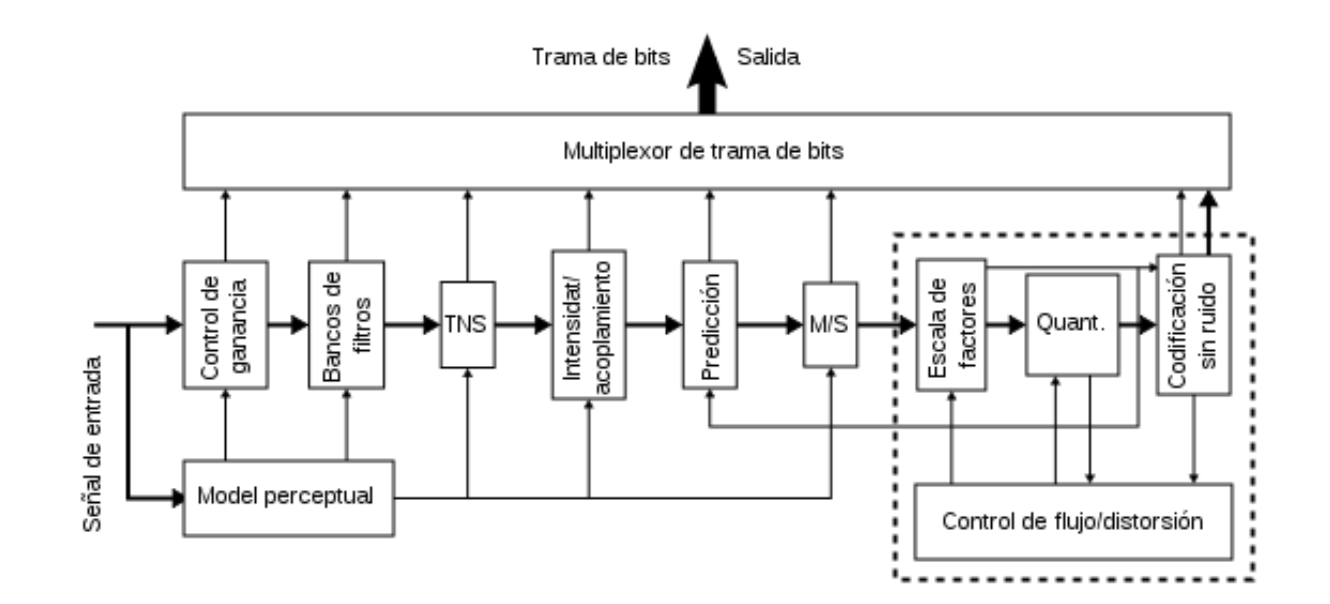 Trama de bits
Salida
Multiplexor de trama de bits
Control de
ganancia
Bancos de
filtros
TNS
Intensidat/
acoplamiento
Predicción
M/S
Escala de
factores
Quant.
Codificación
sin ruido
Señal de entrada
Model perceptual
Control de flujo/distorsión